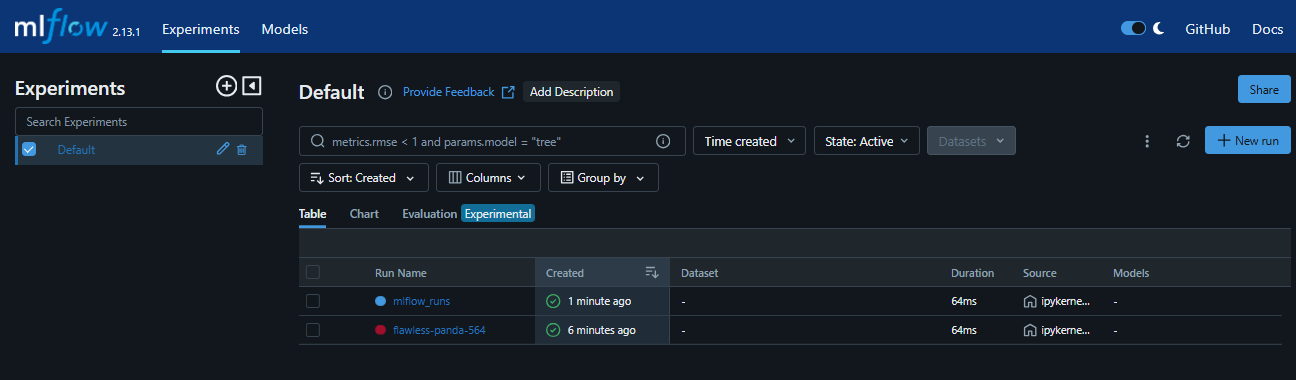 mlflow 2.13.1 Experiments Models GitHub Docs
Experiments
Search Experiments
Default
Default Provide Feedback Add Description Share
metrics.rmse < 1 and params.model = "tree" Time created State: Active Datasets New run
Sort: Created Columns Group by
Table Chart Evaluation Experimental
Run Name Created Dataset Duration Source Models
mlflow_runs 1 minute ago - 64ms ipykerne... -
flawless-panda-564 6 minutes ago - 64ms ipykerne... -